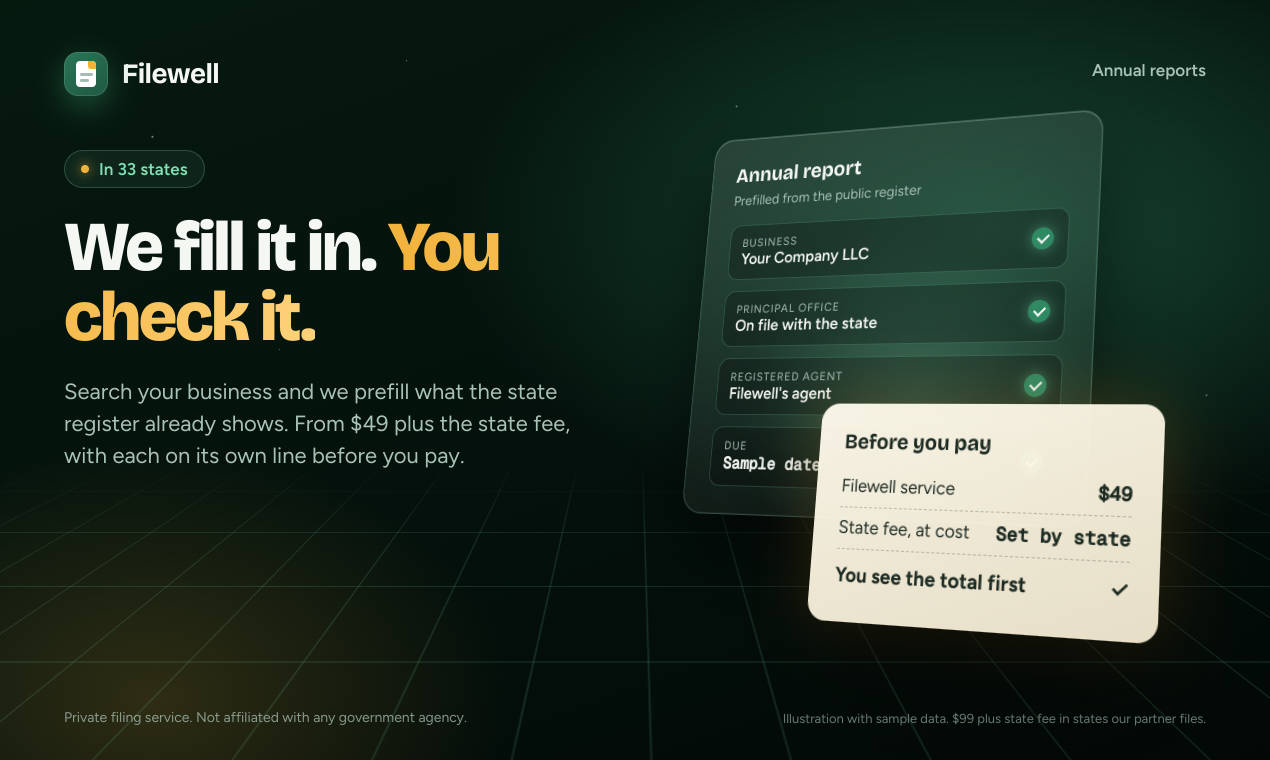 Filewell
Annual reports
In 33 states
We fill it in. You
check it.
Search your business and we prefill what the state
register already shows. From $49 plus the state fee,
with each on its own line before you pay.
Annual report
Prefilled from the public register
BUSINESS
Your Company LLC
PRINCIPAL OFFICE
On file with the state
REGISTERED AGENT
Filewell's agent
DUE
Sample date
Before you pay
Filewell service $49
State fee, at cost Set by state
You see the total first
Private filing service. Not affiliated with any government agency.
Illustration with sample data. $99 plus state fee in states our partner files.